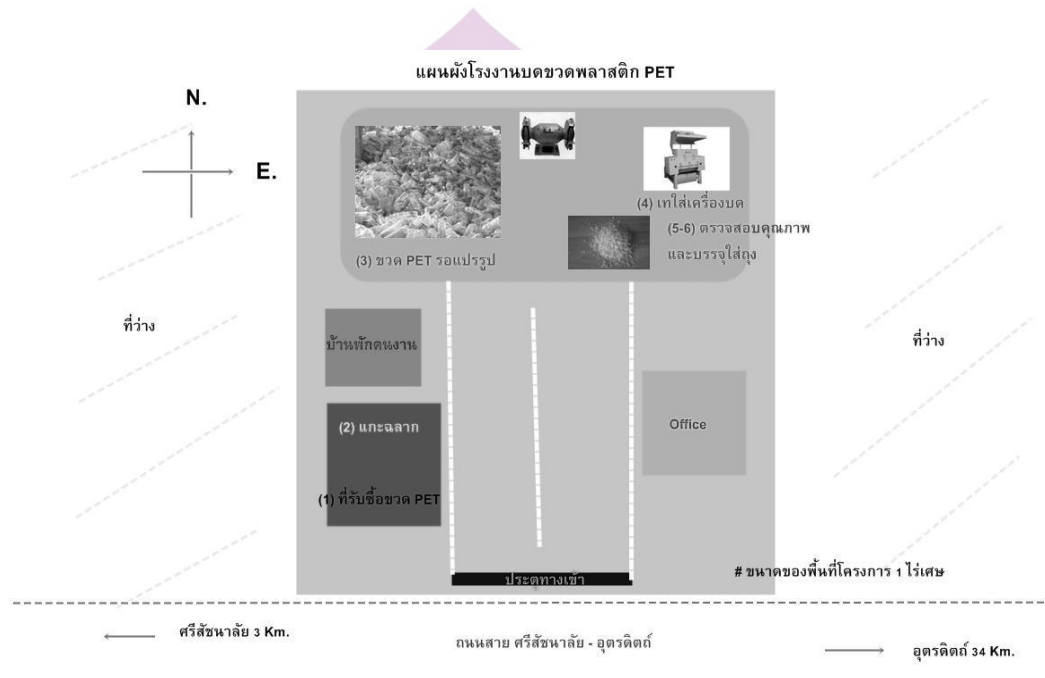 แผนผังโรงงานบดขวดพลาสติก PET
N.
E.
(3) ขวด PET รอแปรรูป
(4) เทใส่เครื่องบด
(5-6) ตรวจสอบคุณภาพ
และบรรจุใส่ถุง
ที่ว่าง
บ้านพักคนงาน
ที่ว่าง
(2) แกะฉลาก
Office
(1) ที่รับซื้อขวด PET
ประตูทางเข้า
# ขนาดของพื้นที่โครงการ 1 ไร่เศษ
ศรีสัชนาลัย 3 Km.
ถนนสาย ศรีสัชนาลัย - อุตรดิตถ์
อุตรดิตถ์ 34 Km.